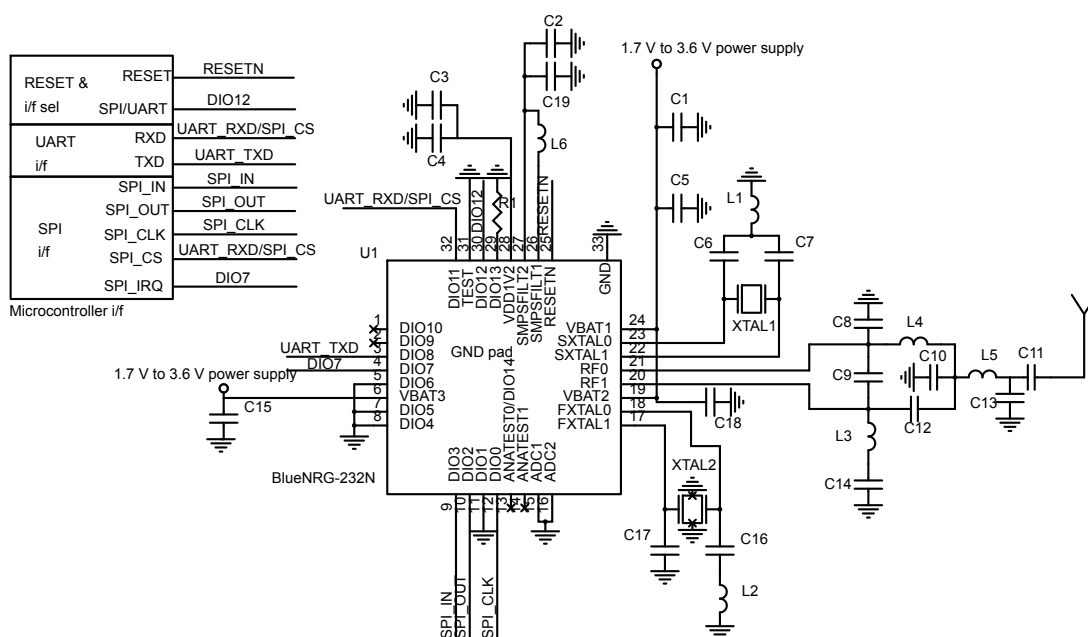 C2
1.7 V to 3.6 V power supply
C19
C3
C4
L6
C1
C5
RESET & i/f sel
RESET
RESETN
SPI/UART
DIO12
UART i/f
RXD
UART_RXD/SPI_CS
TXD
UART_TXD
SPI i/f
SPI_IN
SPI_IN
SPI_OUT
SPI_OUT
SPI_CLK
SPI_CLK
SPI_CS
UART_RXD/SPI_CS
SPI_IRQ
DIO7
Microcontroller i/f
UART_RXD/SPI_CS
DIO12
R1
RESETN
L1
C6
C7
XTAL1
U1
32
31
30
29
28
27
26
25
33
DIO11
TEST
DIO12
DIO13
VDD1V2
SMPSFILT2
SMPSFILT1
RESETN
GND
1
DIO10
2
DIO9
UART_TXD
3
DIO8
DIO7
4
DIO7
5
DIO6
1.7 V to 3.6 V power supply
6
VBAT3
7
DIO5
8
DIO4
C15
GND pad
24
VBAT1
23
SXTAL0
22
SXTAL1
21
RF0
20
RF1
19
VBAT2
18
FXTAL0
17
FXTAL1
C8
L4
C9
C10
L5
C11
C13
C12
L3
C14
C18
XTAL2
C17
C16
L2
DIO3
DIO2
DIO1
DIO0
ANATEST0/DIO14
ANATEST1
ADC1
ADC2
BlueNRG-232N
9
10
11
12
13
14
15
16
SPI_IN
SPI_OUT
SPI_CLK